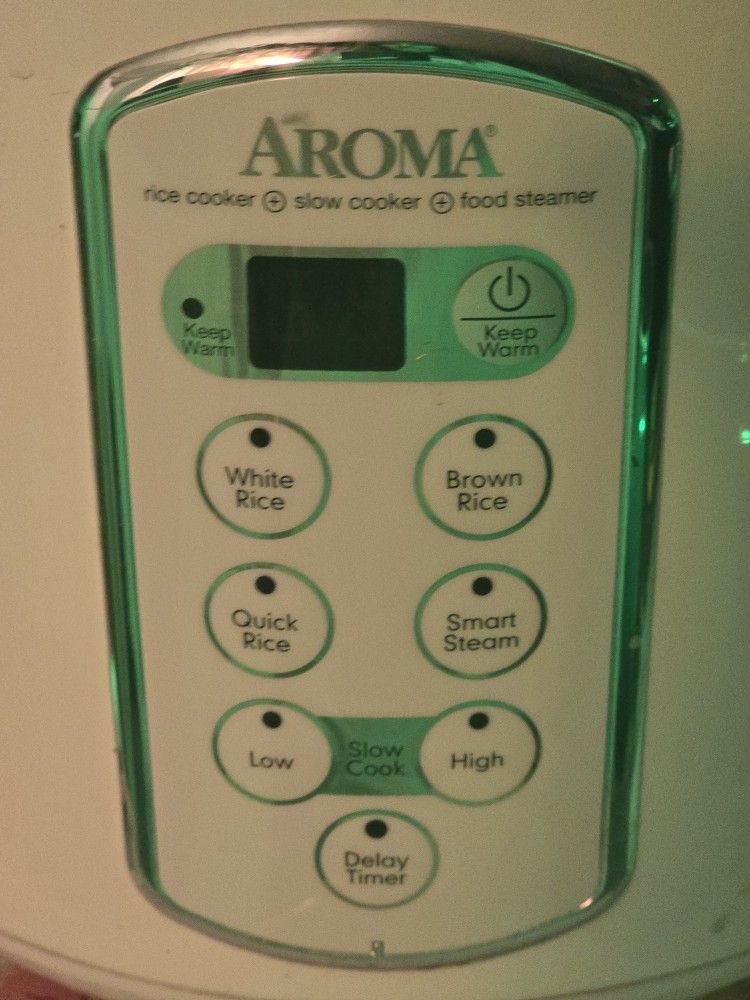 AROMA®
rice cooker + slow cooker + food steamer
Keep
Warm
Keep
Warm
White
Rice
Brown
Rice
Quick
Rice
Smart
Steam
Low
Slow
Cook
High
Delay
Timer